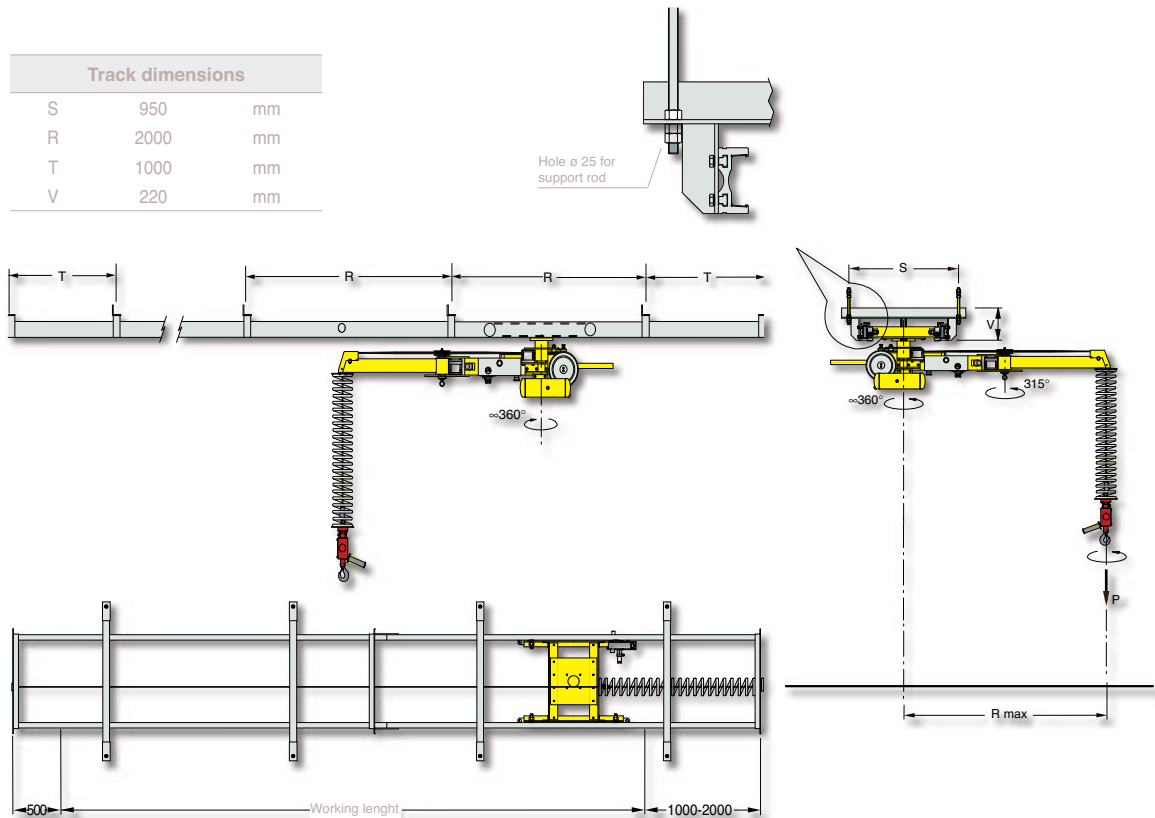 Track dimensions
S 950 mm
R 2000 mm
T 1000 mm
V 220 mm
Hole ø 25 for
support rod
T R R T
S
V
∞360°
∞360°
315°
P
R max
500 Working lenght 1000-2000